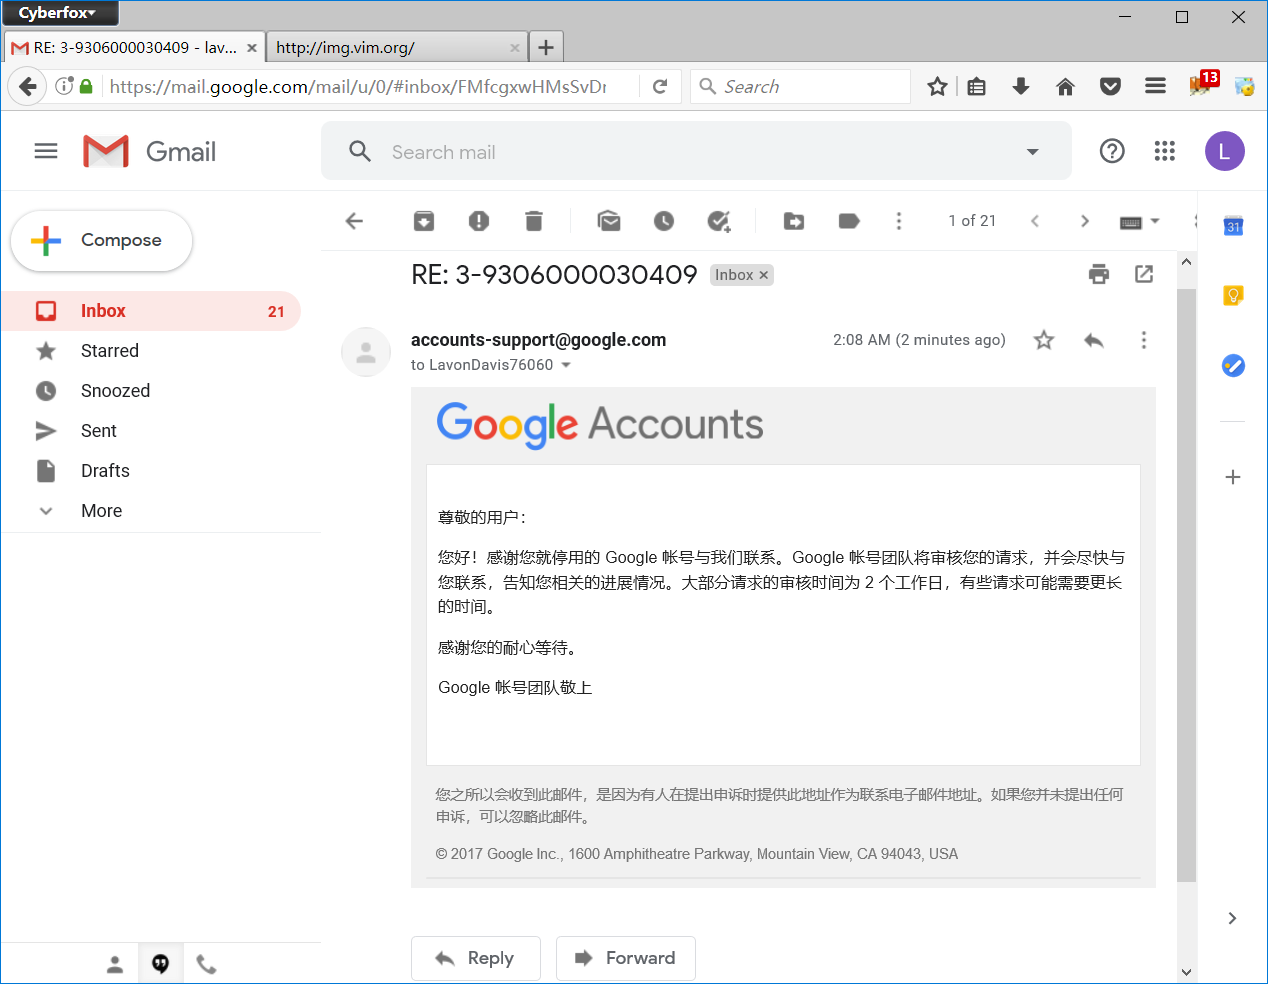 Cyberfox
RE: 3-9306000030409 - lav...
http://img.vim.org/
https://mail.google.com/mail/u/0/#inbox/FMfcgxwHMsSvDr
Search
13
Gmail
Search mail
L
Compose
1 of 21
31
RE: 3-9306000030409
Inbox ×
Inbox
21
Starred
Snoozed
Sent
Drafts
More
accounts-support@google.com
2:08 AM (2 minutes ago)
to LavonDavis76060
Google Accounts
尊敬的用户：
您好！感谢您就停用的 Google 帐号与我们联系。Google 帐号团队将审核您的请求，并会尽快与
您联系，告知您相关的进展情况。大部分请求的审核时间为 2 个工作日，有些请求可能需要更长
的时间。
感谢您的耐心等待。
Google 帐号团队敬上
您之所以会收到此邮件，是因为有人在提出申诉时提供此地址作为联系电子邮件地址。如果您并未提出任何
申诉，可以忽略此邮件。
© 2017 Google Inc., 1600 Amphitheatre Parkway, Mountain View, CA 94043, USA
Reply
Forward